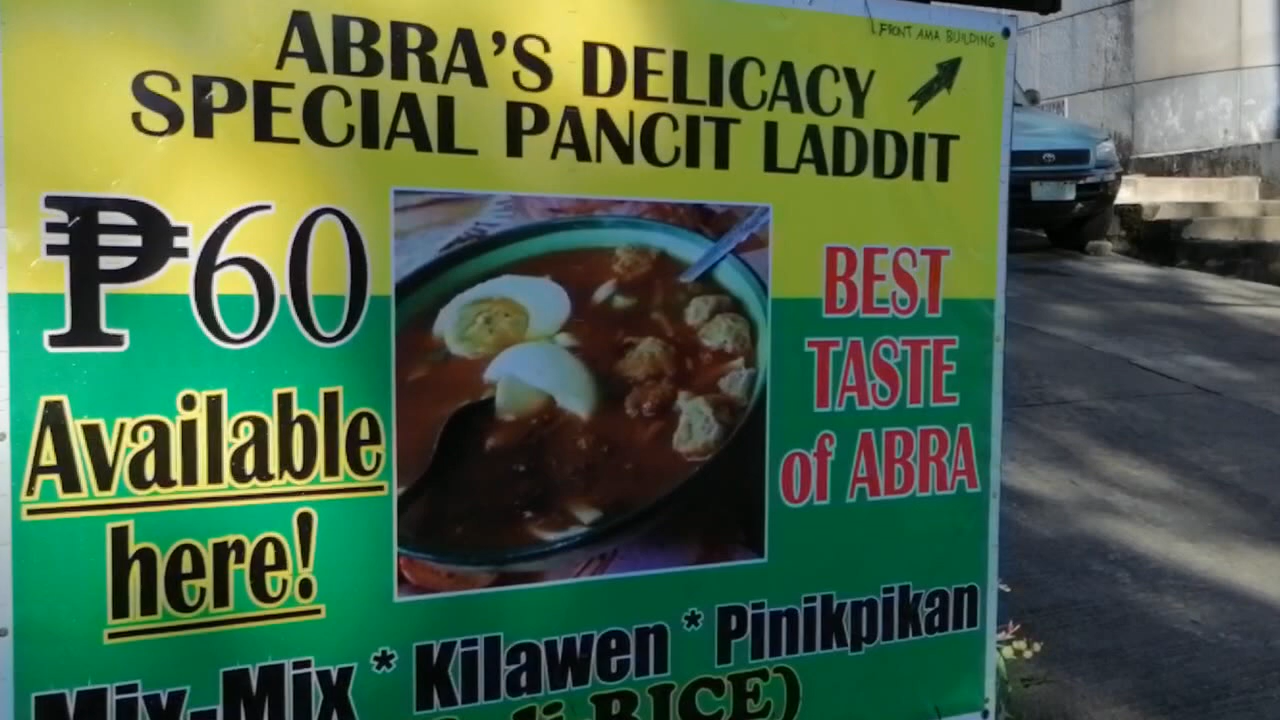 FRONT AMA BUILDING
ABRA'S DELICACY
SPECIAL PANCIT LADDIT
₱60
Available
here!
BEST
TASTE
of ABRA
Mix-Mix * Kilawen * Pinikpikan
RICE)